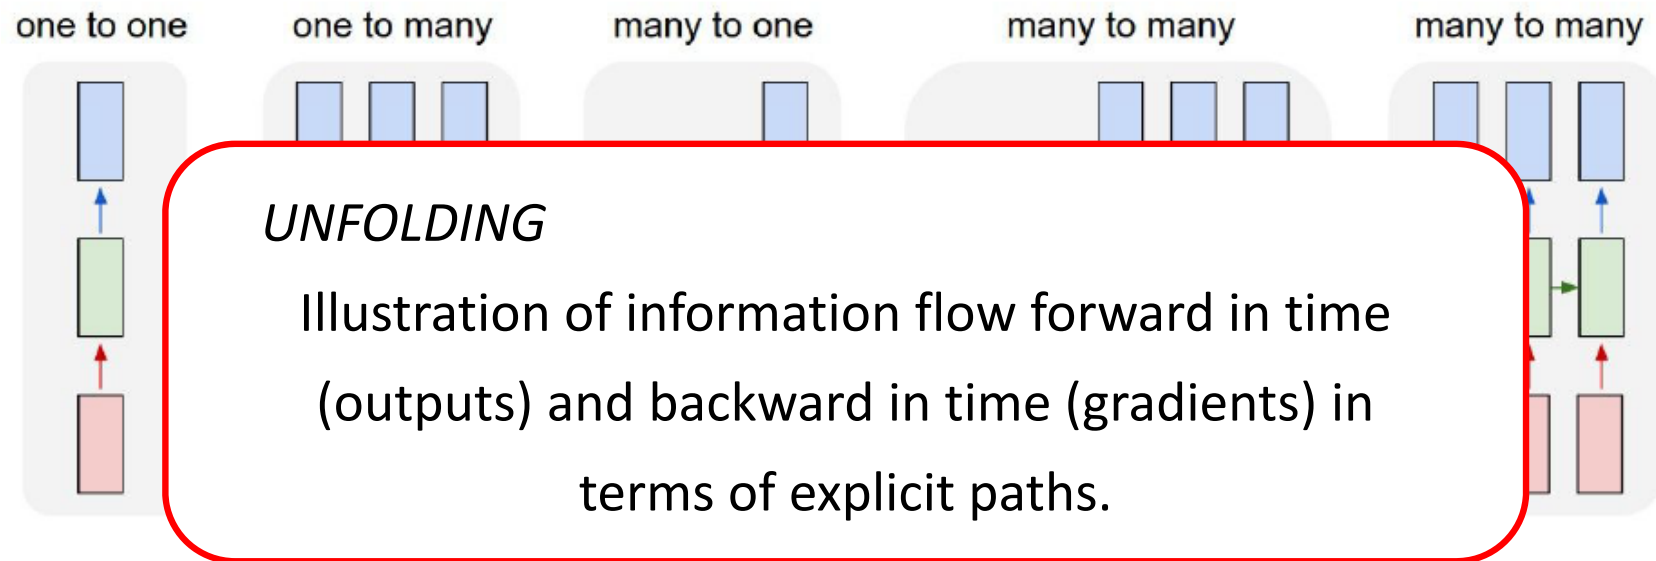 one to one one to many many to one many to many many to many
UNFOLDING
Illustration of information flow forward in time
(outputs) and backward in time (gradients) in
terms of explicit paths.